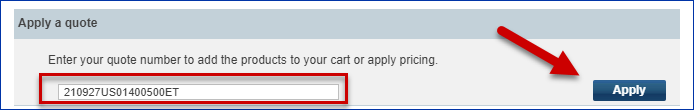 Apply a quote
Enter your quote number to add the products to your cart or apply pricing.
210927US01400500ET
Apply